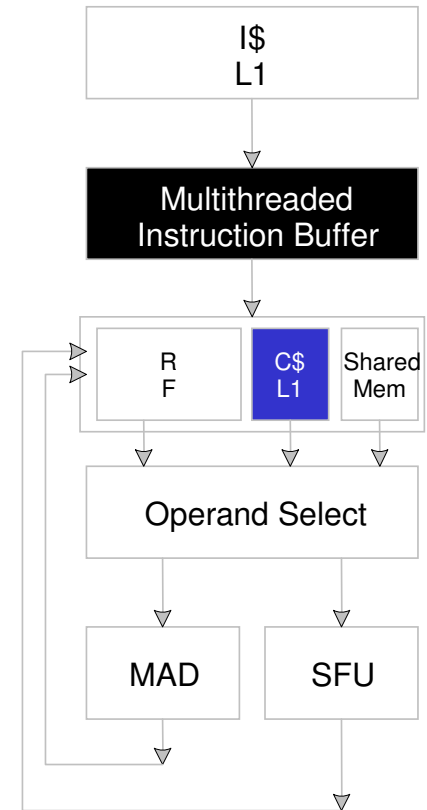 I$
L1
Multithreaded
Instruction Buffer
R
F
C$
L1
Shared
Mem
Operand Select
MAD
SFU